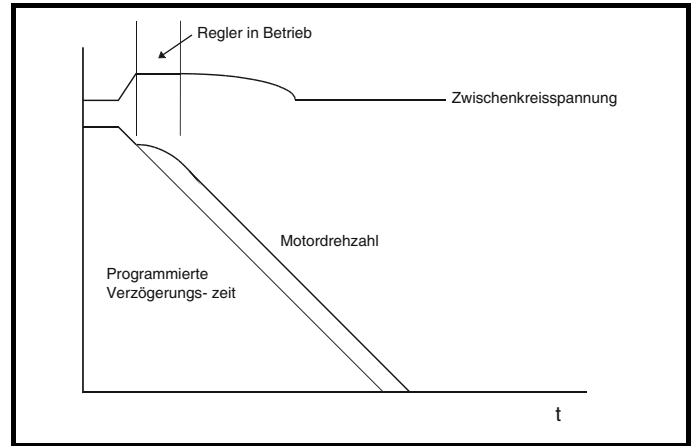 Regler in Betrieb
Zwischenkreisspannung
Motordrehzahl
Programmierte
Verzögerungs- zeit
t